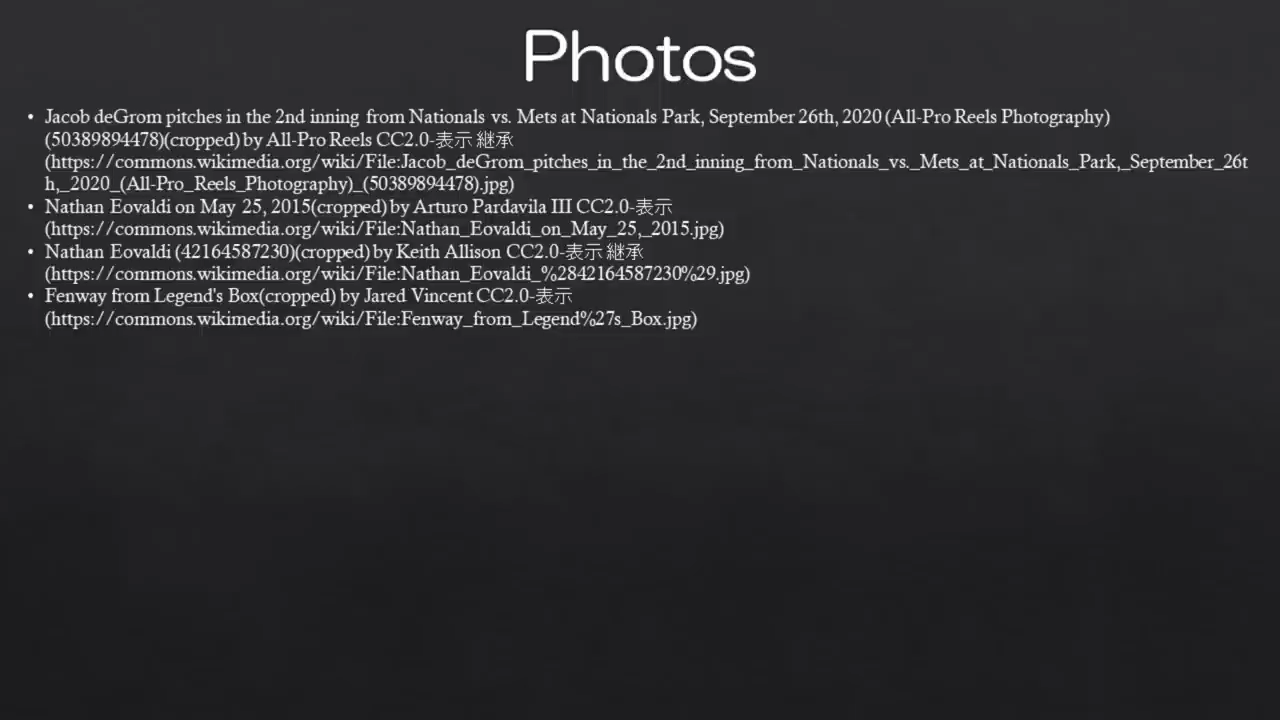 Photos
• Jacob deGrom pitches in the 2nd inning from Nationals vs. Mets at Nationals Park, September 26th, 2020 (All-Pro Reels Photography)
(50389894478)(cropped) by All-Pro Reels CC2.0-表示 継承
(https://commons.wikimedia.org/wiki/File:Jacob_deGrom_pitches_in_the_2nd_inning_from_Nationals_vs._Mets_at_Nationals_Park,_September_26t
h,_2020_(All-Pro_Reels_Photography)_(50389894478).jpg)
• Nathan Eovaldi on May 25, 2015(cropped) by Arturo Pardavila III CC2.0-表示
(https://commons.wikimedia.org/wiki/File:Nathan_Eovaldi_on_May_25,_2015.jpg)
• Nathan Eovaldi (42164587230)(cropped) by Keith Allison CC2.0-表示 継承
(https://commons.wikimedia.org/wiki/File:Nathan_Eovaldi_%2842164587230%29.jpg)
• Fenway from Legend's Box(cropped) by Jared Vincent CC2.0-表示
(https://commons.wikimedia.org/wiki/File:Fenway_from_Legend%27s_Box.jpg)